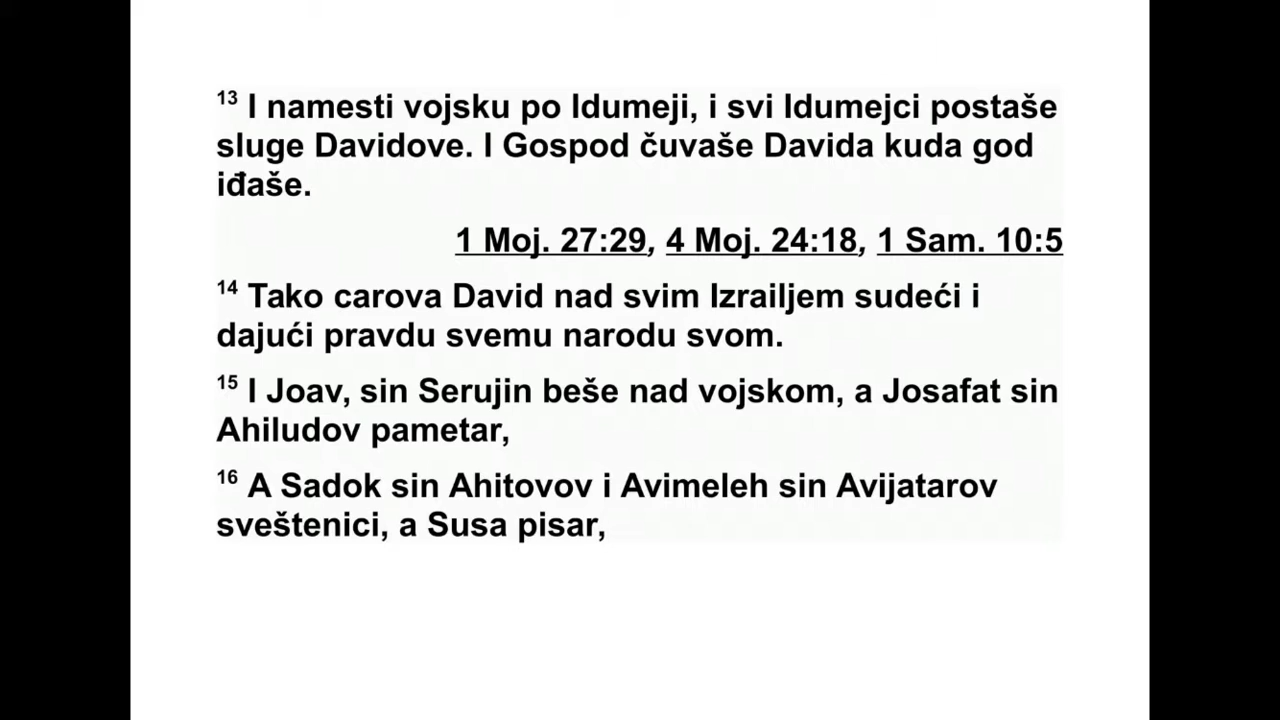 13 I namesti vojsku po Idumeji, i svi Idumejci postaše
sluge Davidove. I Gospod čuvaše Davida kuda god
iđaše.
1 Moj. 27:29, 4 Moj. 24:18, 1 Sam. 10:5
14 Tako carova David nad svim Izrailjem sudeći i
dajući pravdu svemu narodu svom.
15 I Joav, sin Serujin beše nad vojskom, a Josafat sin
Ahiludov pametar,
16 A Sadok sin Ahitovov i Avimeleh sin Avijatarov
sveštenici, a Susa pisar,